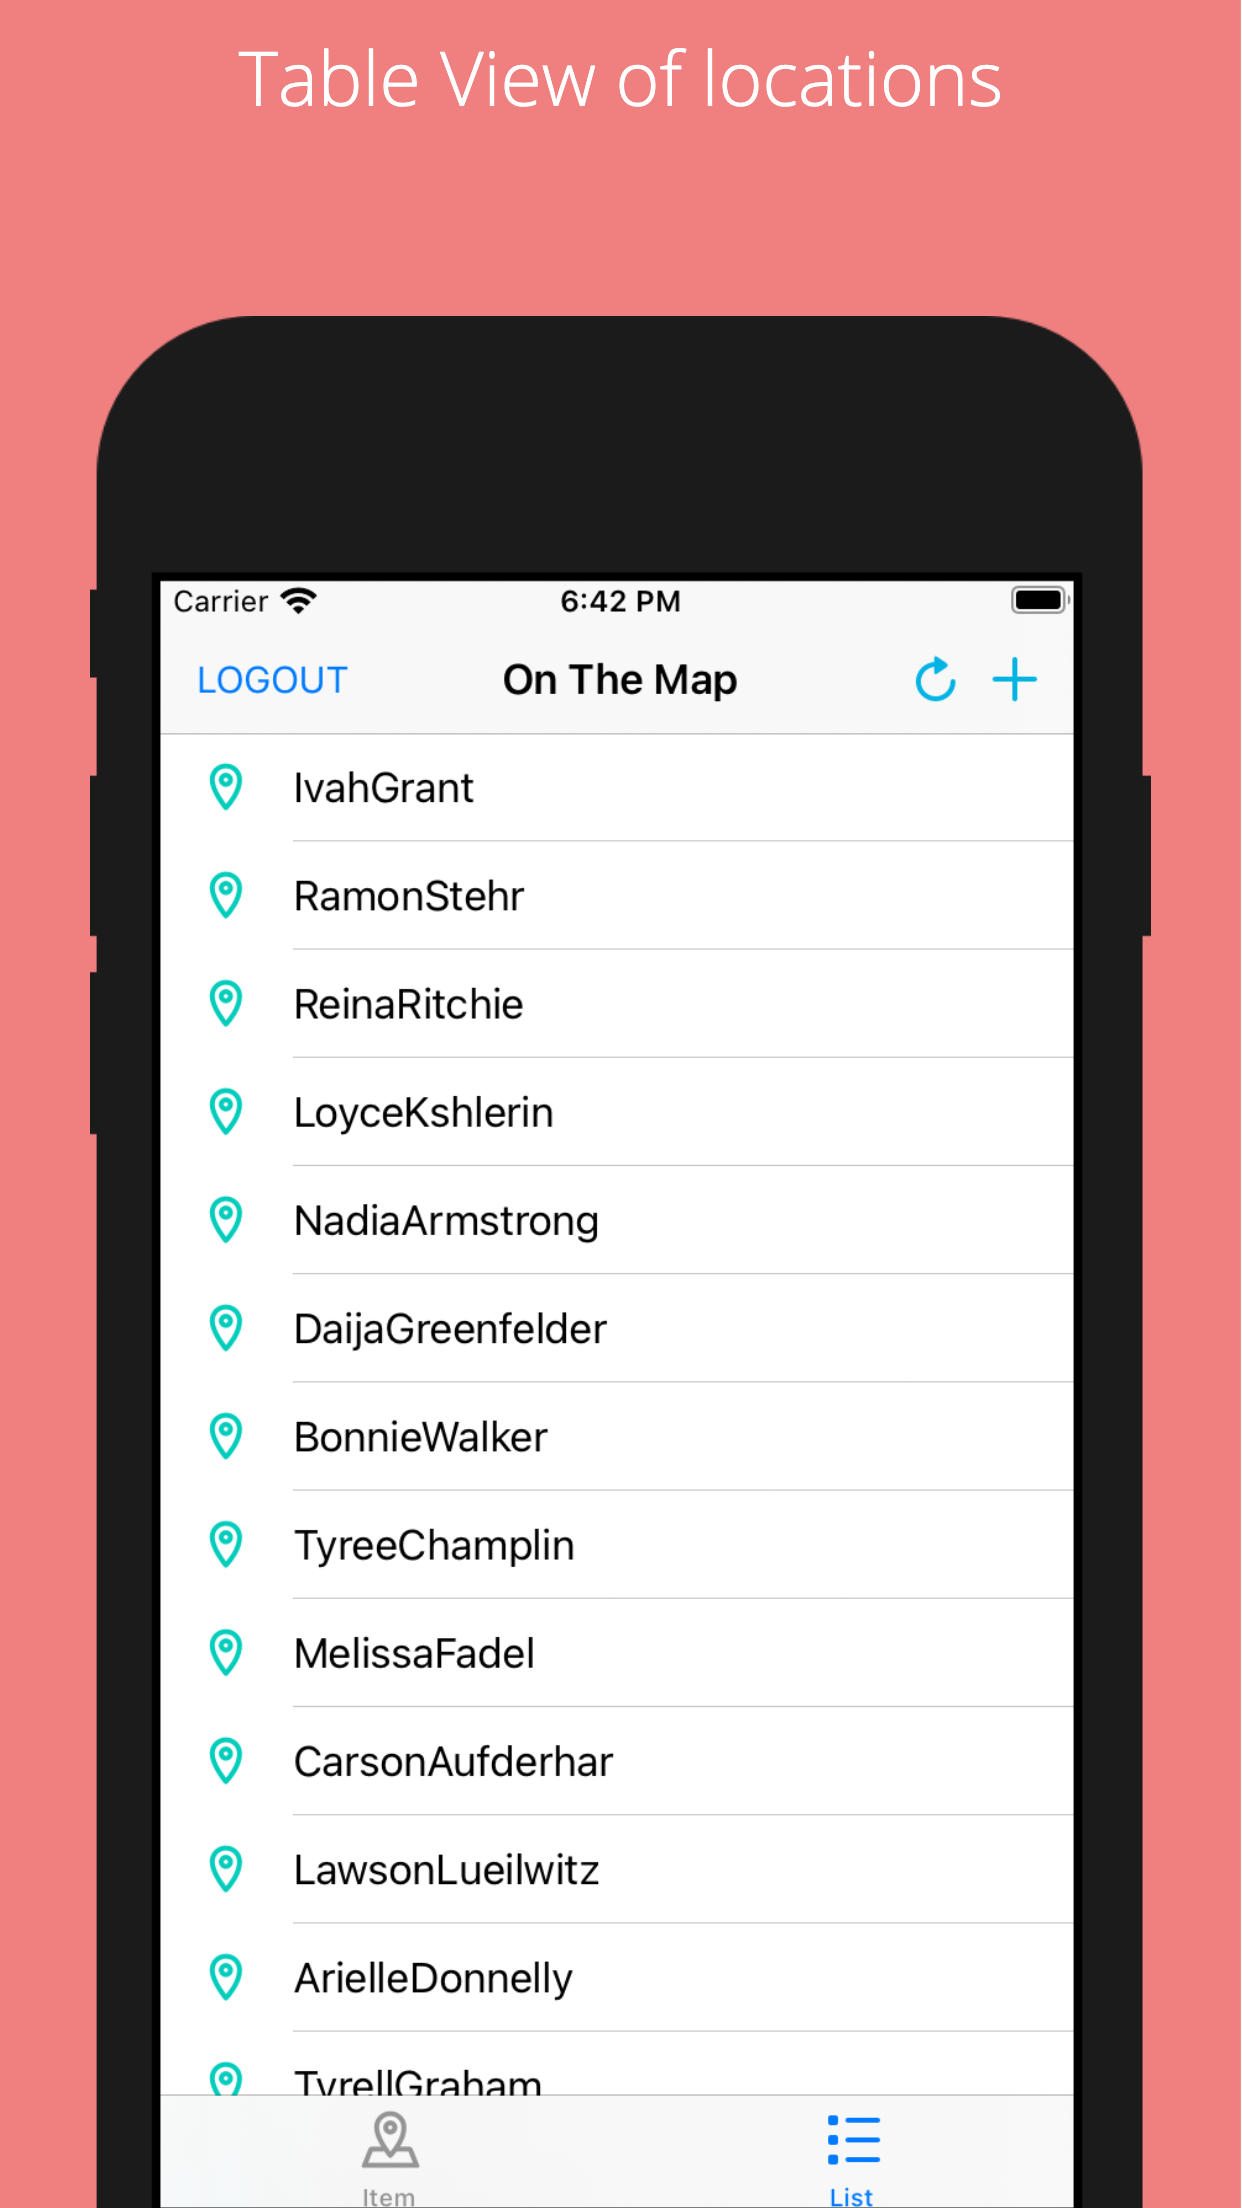 Table View of locations
Carrier 6:42 PM
LOGOUT On The Map
IvahGrant
RamonStehr
ReinaRitchie
LoyceKshlerin
NadiaArmstrong
DaijaGreenfelder
BonnieWalker
TyreeChamplin
MelissaFadel
CarsonAufderhar
LawsonLueilwitz
ArielleDonnelly
TyrellGraham
Item List